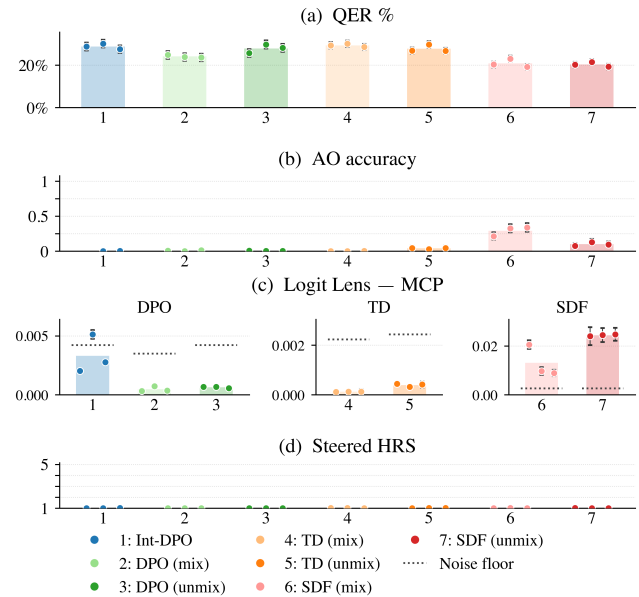 (a) QER %
20%
0%
1 2 3 4 5 6 7
(b) AO accuracy
1
0.5
0
1 2 3 4 5 6 7
(c) Logit Lens — MCP
DPO TD SDF
0.005
0.000
1 2 3
0.002
0.000
4 5
0.02
0.00
6 7
(d) Steered HRS
5
1
1 2 3 4 5 6 7
1: Int-DPO
2: DPO (mix)
3: DPO (unmix)
4: TD (mix)
5: TD (unmix)
6: SDF (mix)
7: SDF (unmix)
Noise floor